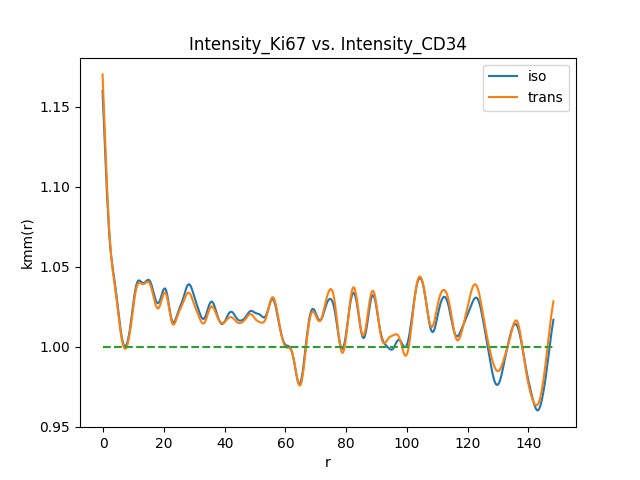 Intensity_Ki67 vs. Intensity_CD34
iso
trans
1.15
1.10
1.05
1.00
0.95
kmm(r)
0 20 40 60 80 100 120 140
r